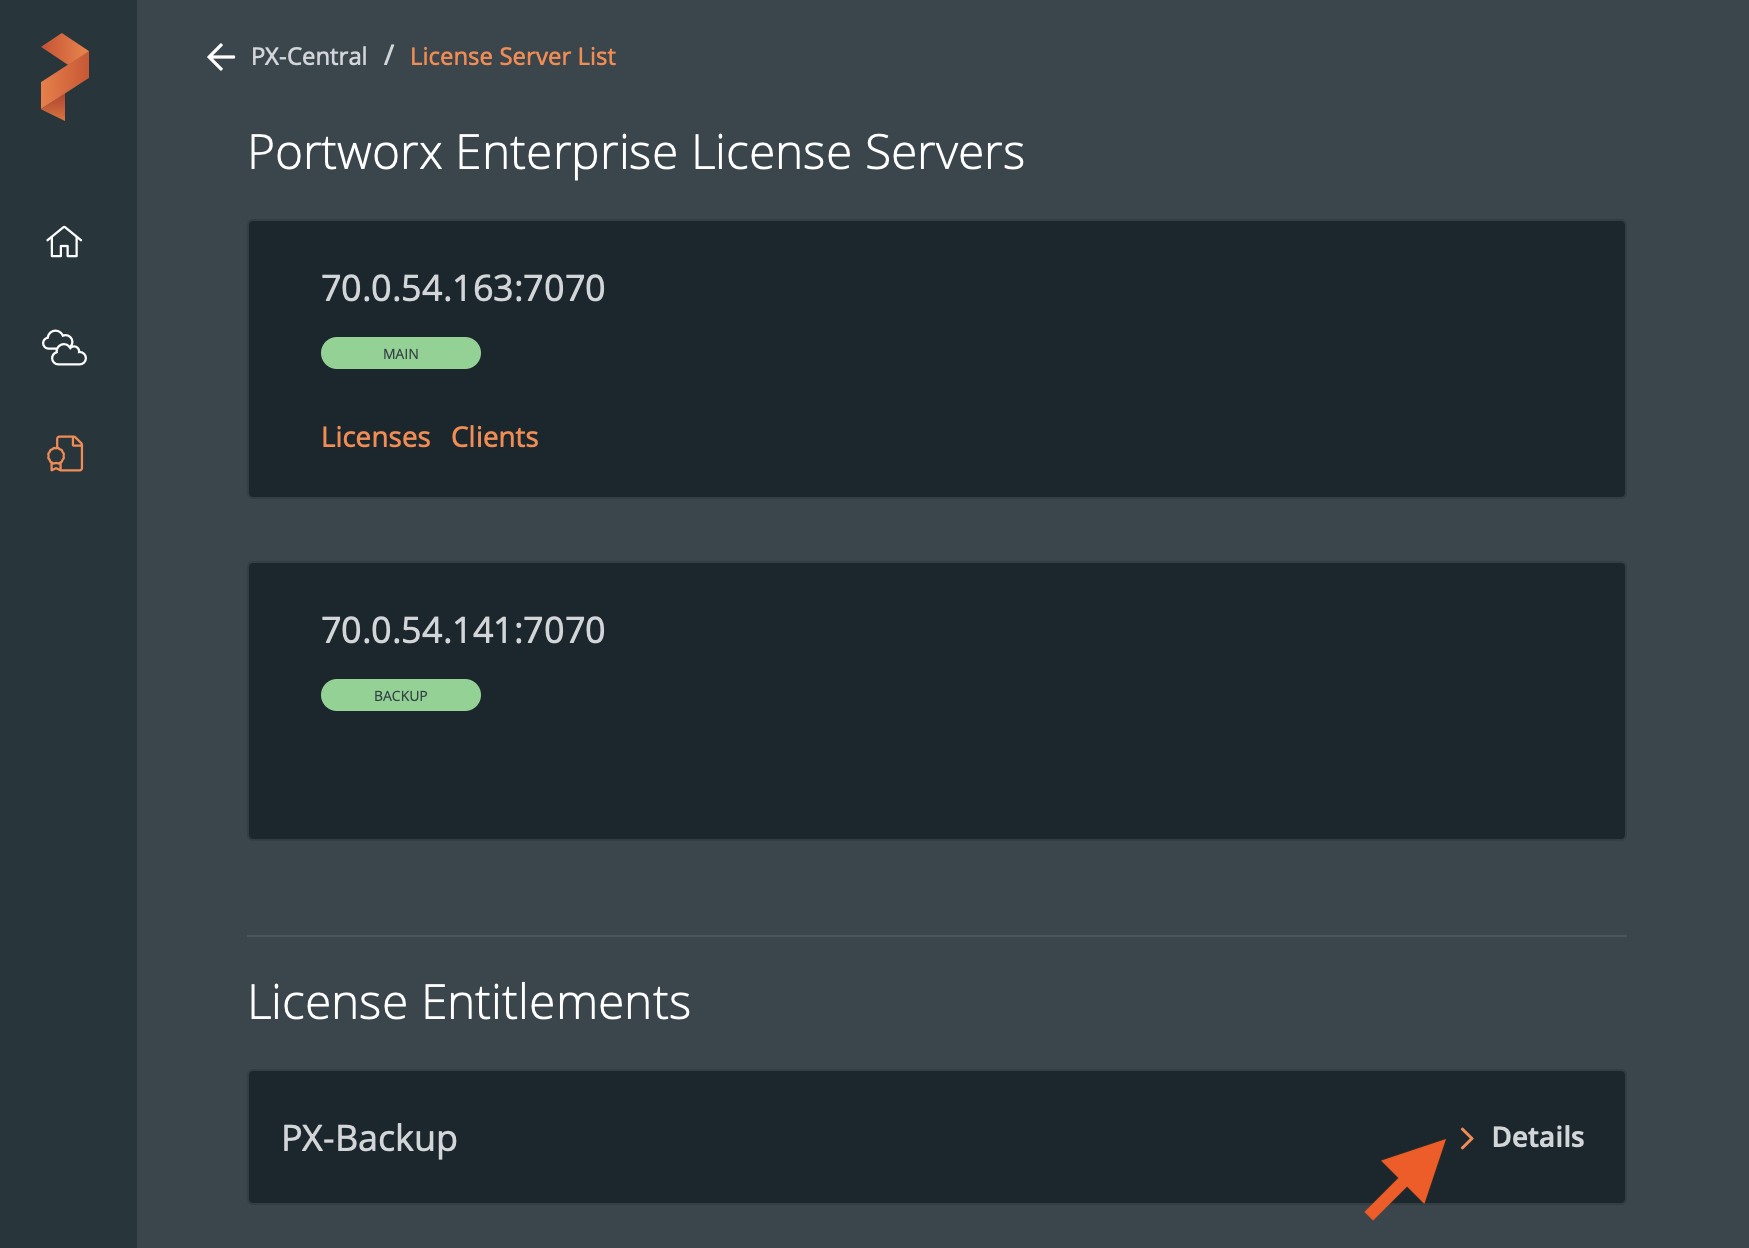 PX-Central / License Server List
Portworx Enterprise License Servers
70.0.54.163:7070
MAIN
Licenses Clients
70.0.54.141:7070
BACKUP
License Entitlements
PX-Backup
Details